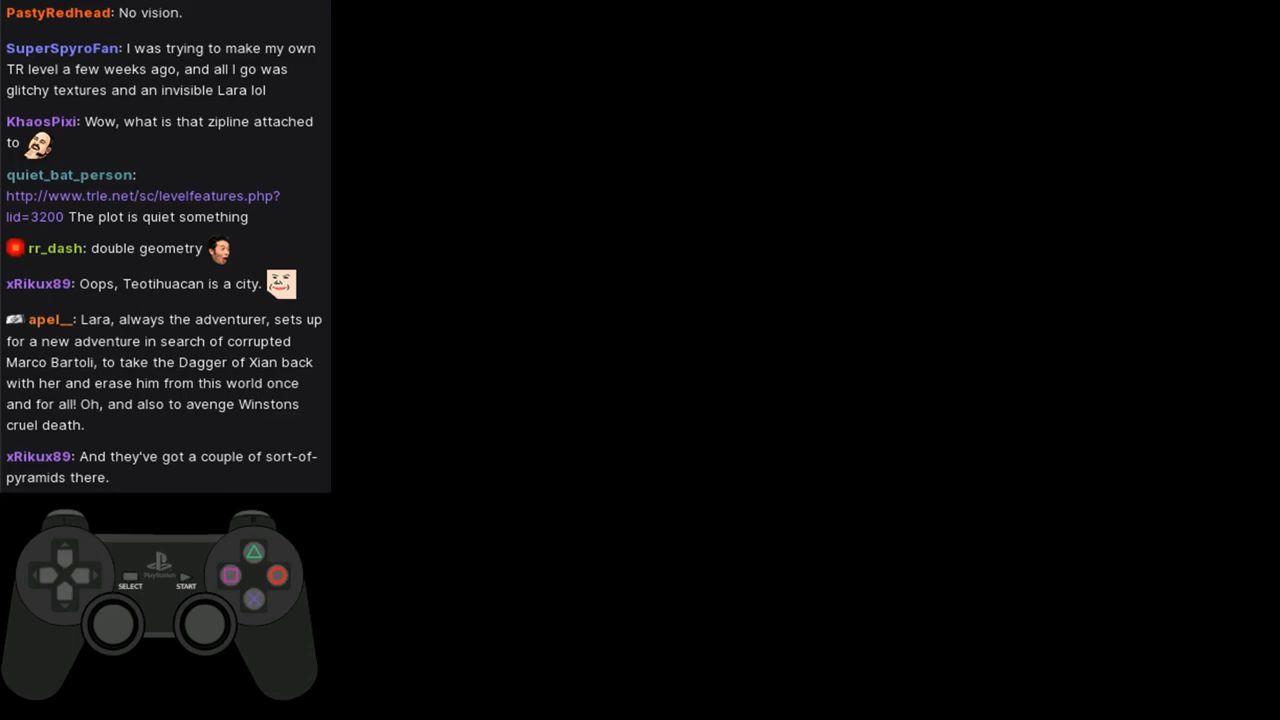 PastyRedhead: No vision.
SuperSpyroFan: I was trying to make my own
TR level a few weeks ago, and all I go was
glitchy textures and an invisible Lara lol
KhaosPixi: Wow, what is that zipline attached
to
quiet_bat_person:
http://www.trle.net/sc/levelfeatures.php?
lid=3200 The plot is quiet something
rr_dash: double geometry
xRikux89: Oops, Teotihuacan is a city.
apel__: Lara, always the adventurer, sets up
for a new adventure in search of corrupted
Marco Bartoli, to take the Dagger of Xian back
with her and erase him from this world once
and for all! Oh, and also to avenge Winstons
cruel death.
xRikux89: And they've got a couple of sort-of-
pyramids there.
PlayStation
SELECT START